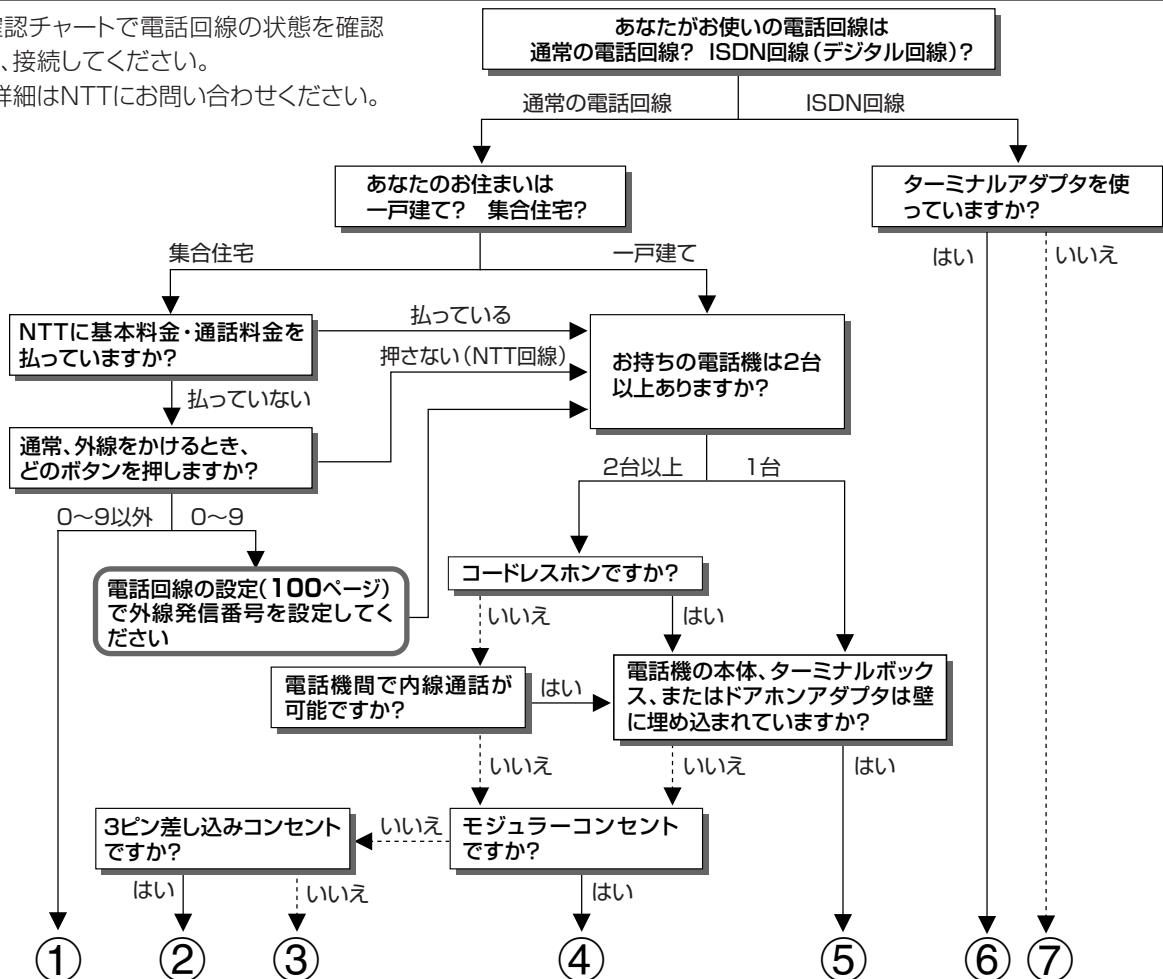 確認チャートで電話回線の状態を確認
、接続してください。
詳細はNTTにお問い合わせください。
あなたがお使いの電話回線は
通常の電話回線? ISDN回線(デジタル回線)?
通常の電話回線
ISDN回線
あなたのお住まいは
一戸建て? 集合住宅?
ターミナルアダプタを使
っていますか?
集合住宅
一戸建て
はい
いいえ
NTTに基本料金・通話料金を
払っていますか?
払っている
押さない(NTT回線)
お持ちの電話機は2台
以上ありますか?
払っていない
通常、外線をかけるとき、
どのボタンを押しますか?
2台以上
1台
0〜9以外
0〜9
電話回線の設定(100ページ)
で外線発信番号を設定してく
ださい
コードレスホンですか?
いいえ
はい
電話機間で内線通話が
可能ですか?
はい
電話機の本体、ターミナルボック
ス、またはドアホンアダプタは壁
に埋め込まれていますか?
いいえ
いいえ
はい
3ピン差し込みコンセント
ですか?
いいえ
モジュラーコンセント
ですか?
はい
いいえ
はい
① ② ③ ④ ⑤ ⑥ ⑦